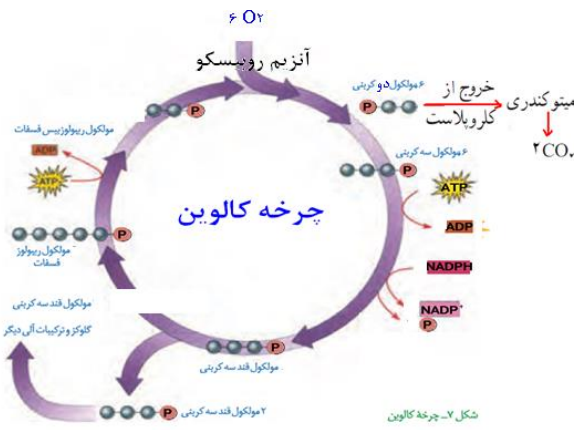 ۶ O۲
آنزیم روبیسکو
۶ مولکول دو کربنی
P
خروج از
کلروپلاست
میتوکندری
۲CO۲
P
مولکول ریبولوزبیس فسفات
ADP
ATP
P
مولکول ریبولوز
فسفات
۶ مولکول سه کربنی
P
ATP
ADP
NADPH
NADP⁺
P
چرخه کالوین
مولکول قند سه کربنی
گلوکز و ترکیبات آلی دیگر
P
مولکول قند سه کربنی
P
۲ مولکول قند سه کربنی
شکل ۷ـ چرخهٔ کالوین